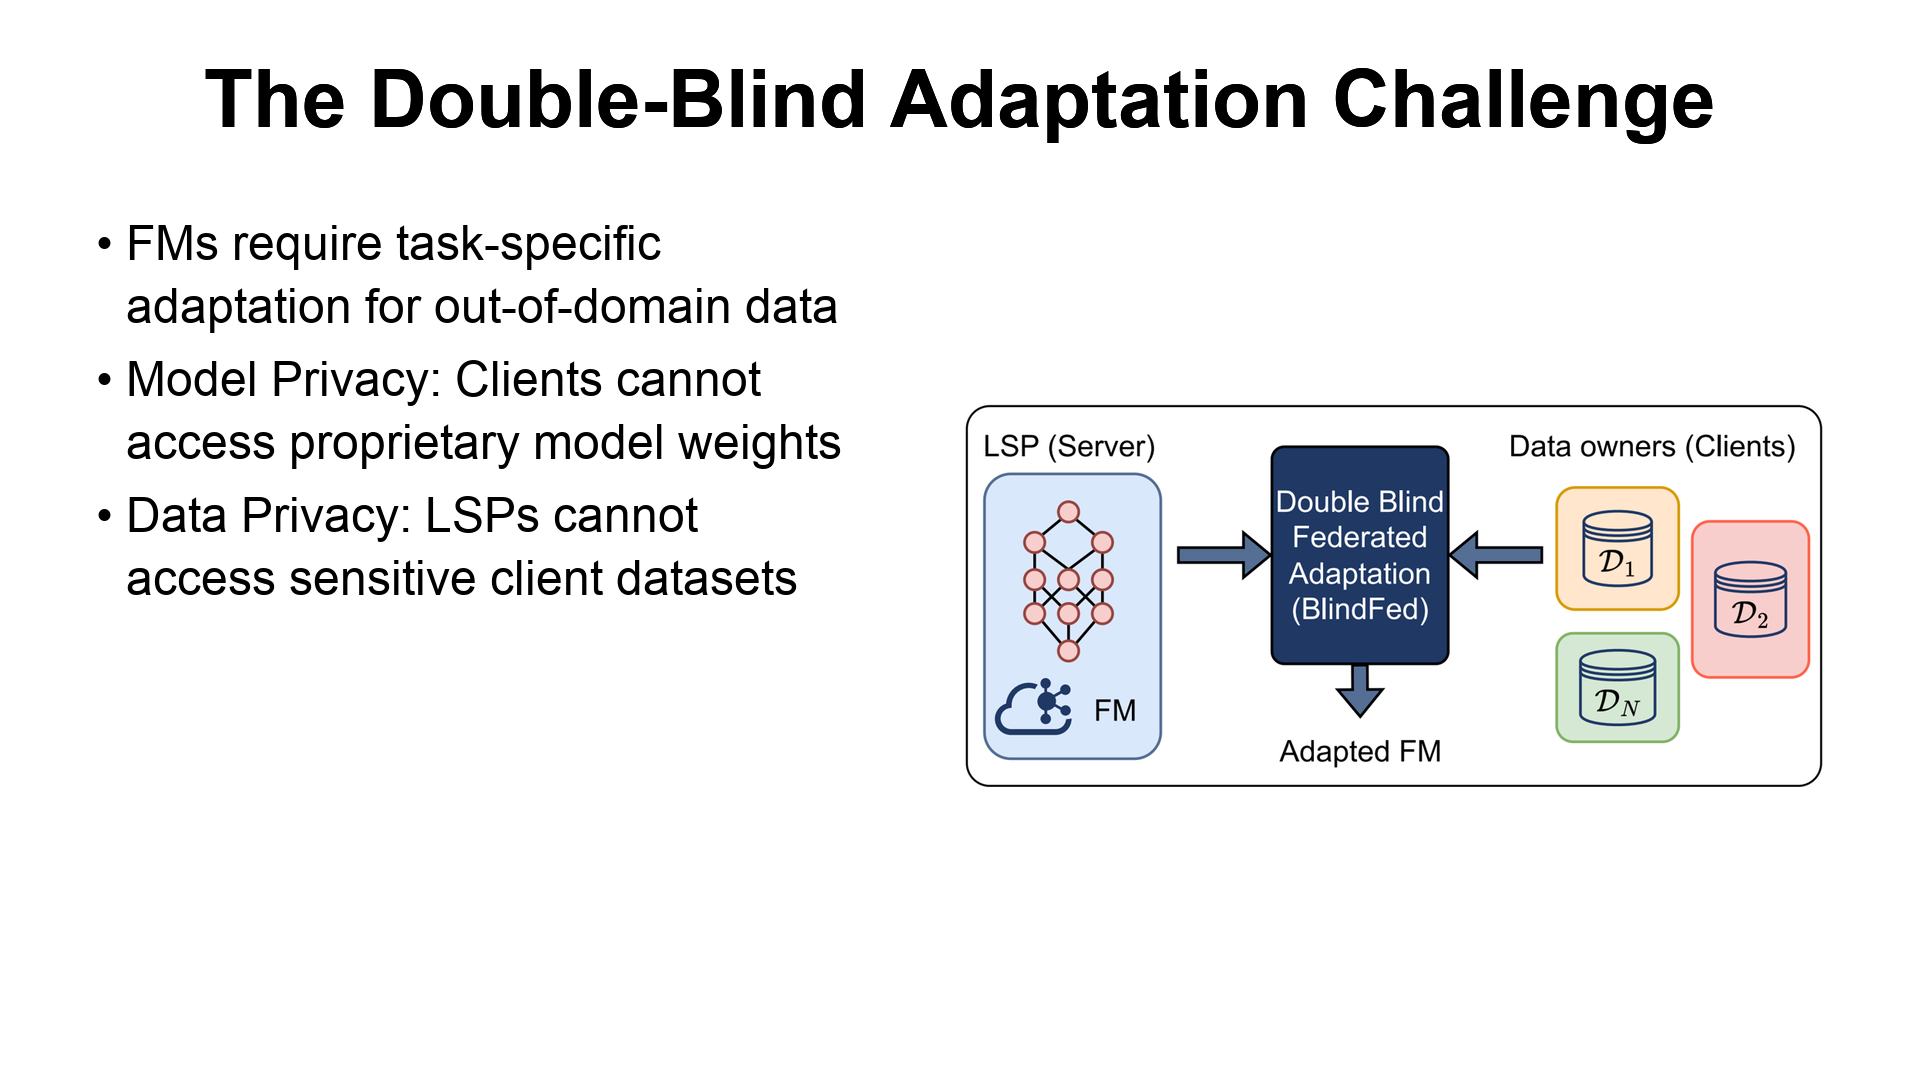 The Double-Blind Adaptation Challenge
• FMs require task-specific
adaptation for out-of-domain data
• Model Privacy: Clients cannot
access proprietary model weights
• Data Privacy: LSPs cannot
access sensitive client datasets
LSP (Server)
FM
Double Blind
Federated
Adaptation
(BlindFed)
Adapted FM
Data owners (Clients)
𝒟1
𝒟2
𝒟N